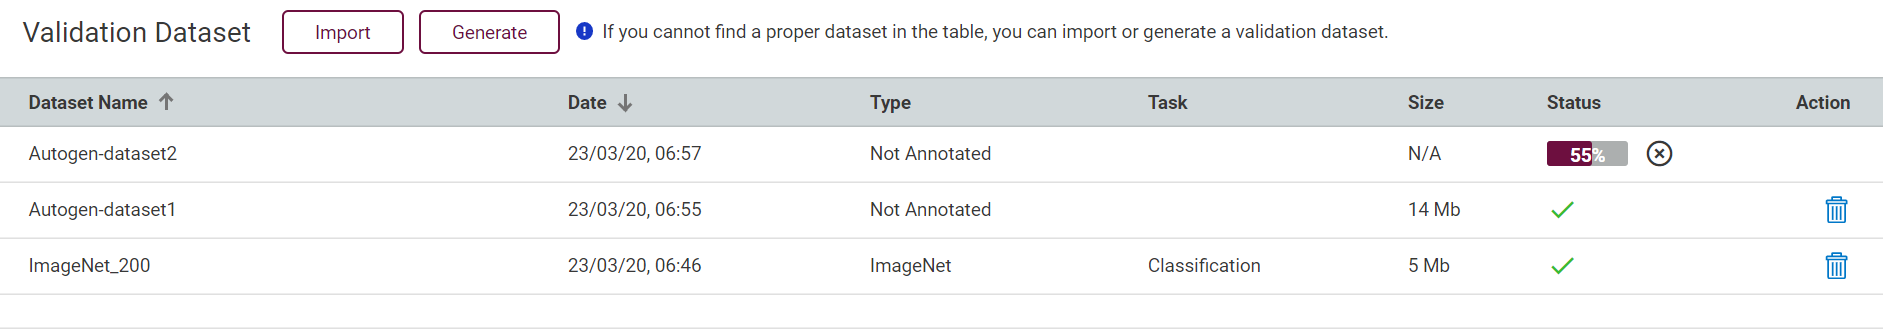 Validation Dataset Import Generate If you cannot find a proper dataset in the table, you can import or generate a validation dataset.
Dataset Name Date Type Task Size Status Action
Autogen-dataset2 23/03/20, 06:57 Not Annotated N/A 55%
Autogen-dataset1 23/03/20, 06:55 Not Annotated 14 Mb
ImageNet_200 23/03/20, 06:46 ImageNet Classification 5 Mb